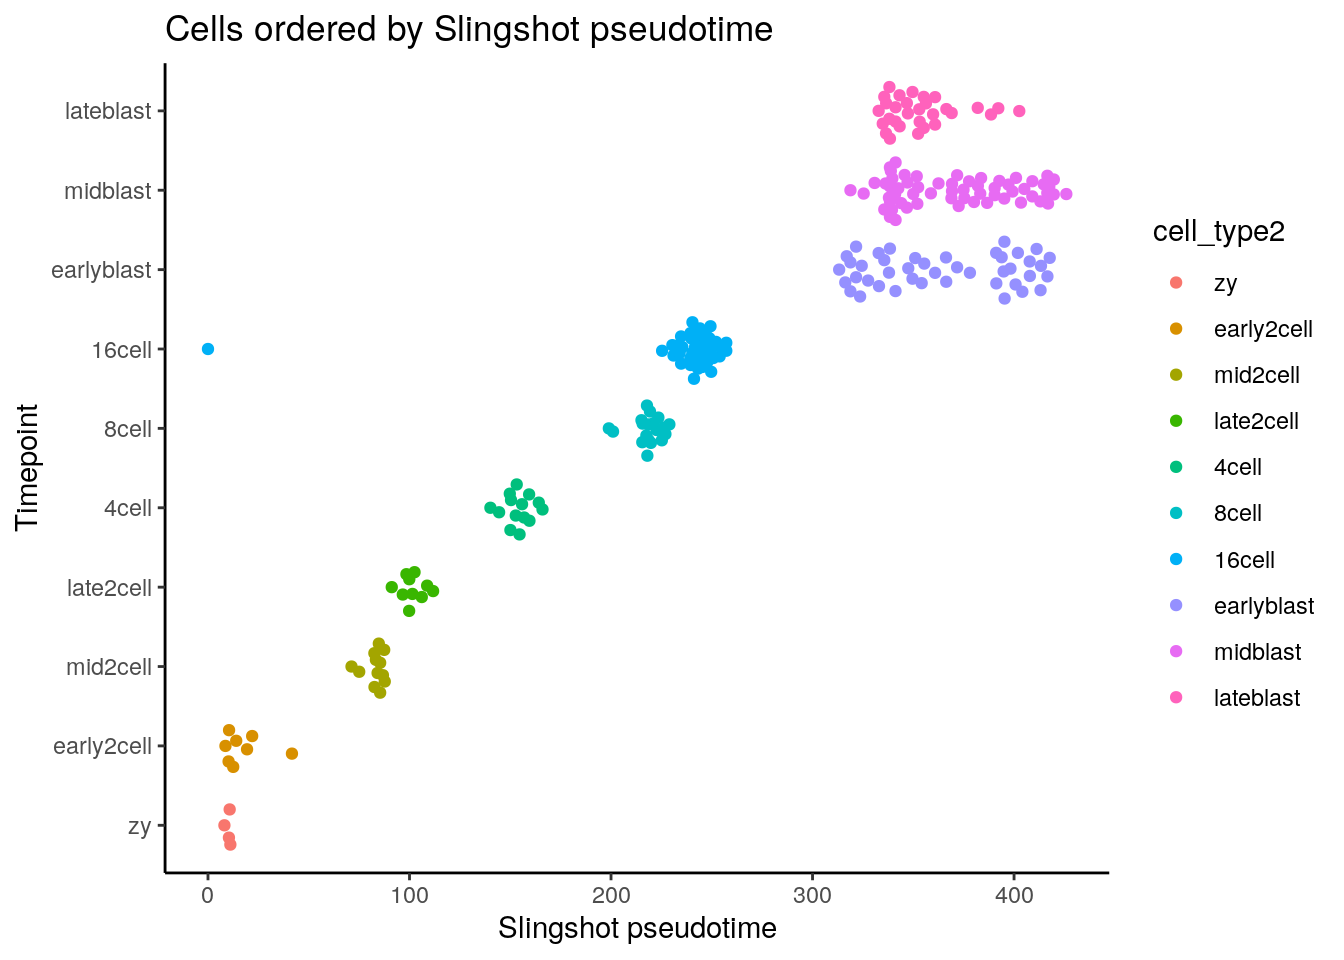 Cells ordered by Slingshot pseudotime
lateblast
midblast
earlyblast
16cell
8cell
4cell
late2cell
mid2cell
early2cell
zy
Timepoint
0 100 200 300 400
Slingshot pseudotime
cell_type2
zy
early2cell
mid2cell
late2cell
4cell
8cell
16cell
earlyblast
midblast
lateblast